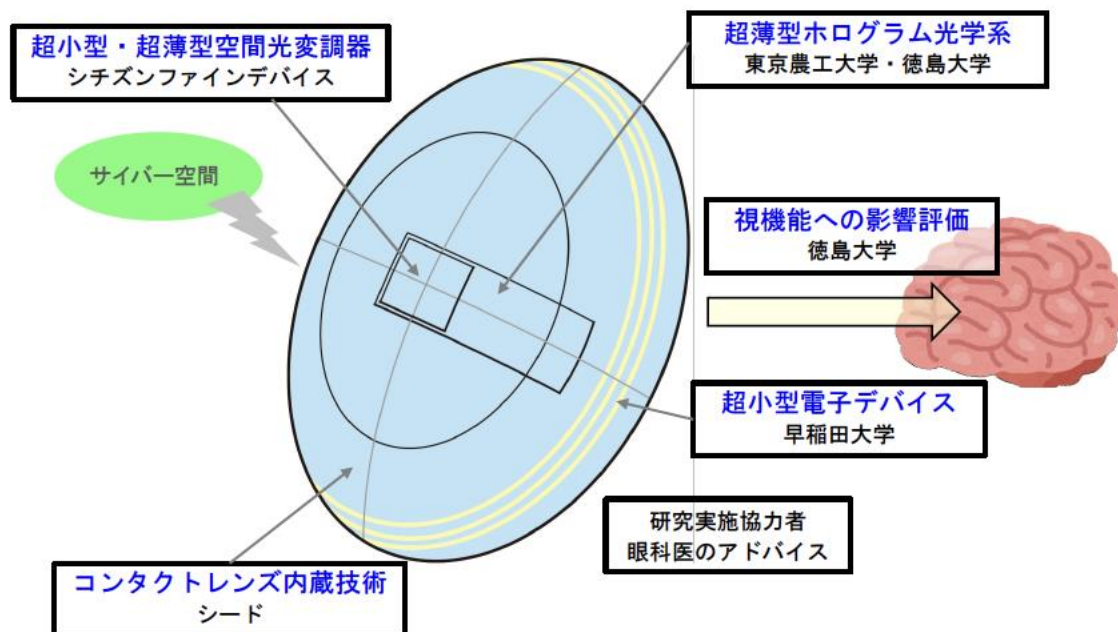 超小型・超薄型空間光変調器
シチズンファインデバイス
超薄型ホログラム光学系
東京農工大学・徳島大学
サイバー空間
視機能への影響評価
徳島大学
超小型電子デバイス
早稲田大学
研究実施協力者
眼科医のアドバイス
コンタクトレンズ内蔵技術
シード